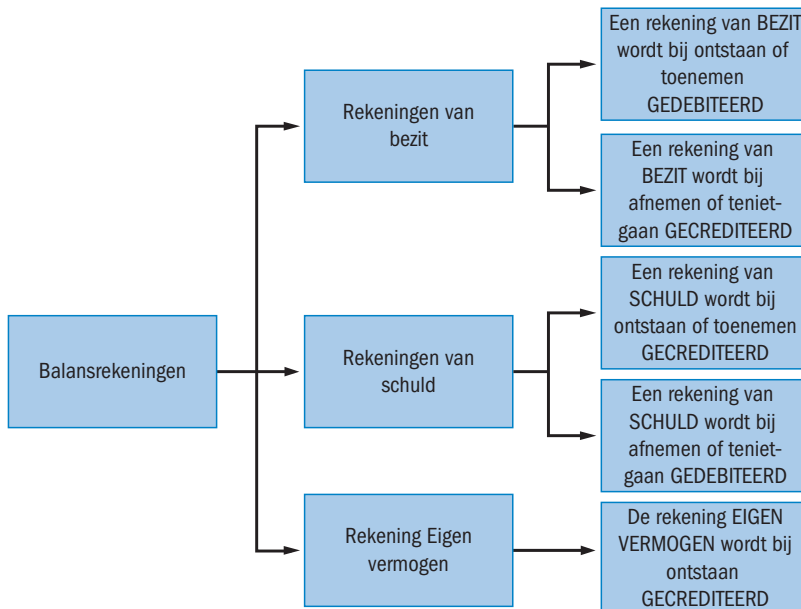 Balansrekeningen
Rekeningen van
bezit
Een rekening van BEZIT
wordt bij ontstaan of
toenemen
GEDEBITEERD
Een rekening van
BEZIT wordt bij
afnemen of teniet-
gaan GECREDITEERD
Rekeningen van
schuld
Een rekening van
SCHULD wordt bij
ontstaan of toenemen
GECREDITEERD
Een rekening van
SCHULD wordt bij
afnemen of teniet-
gaan GEDEBITEERD
Rekening Eigen
vermogen
De rekening EIGEN
VERMOGEN wordt bij
ontstaan
GECREDITEERD